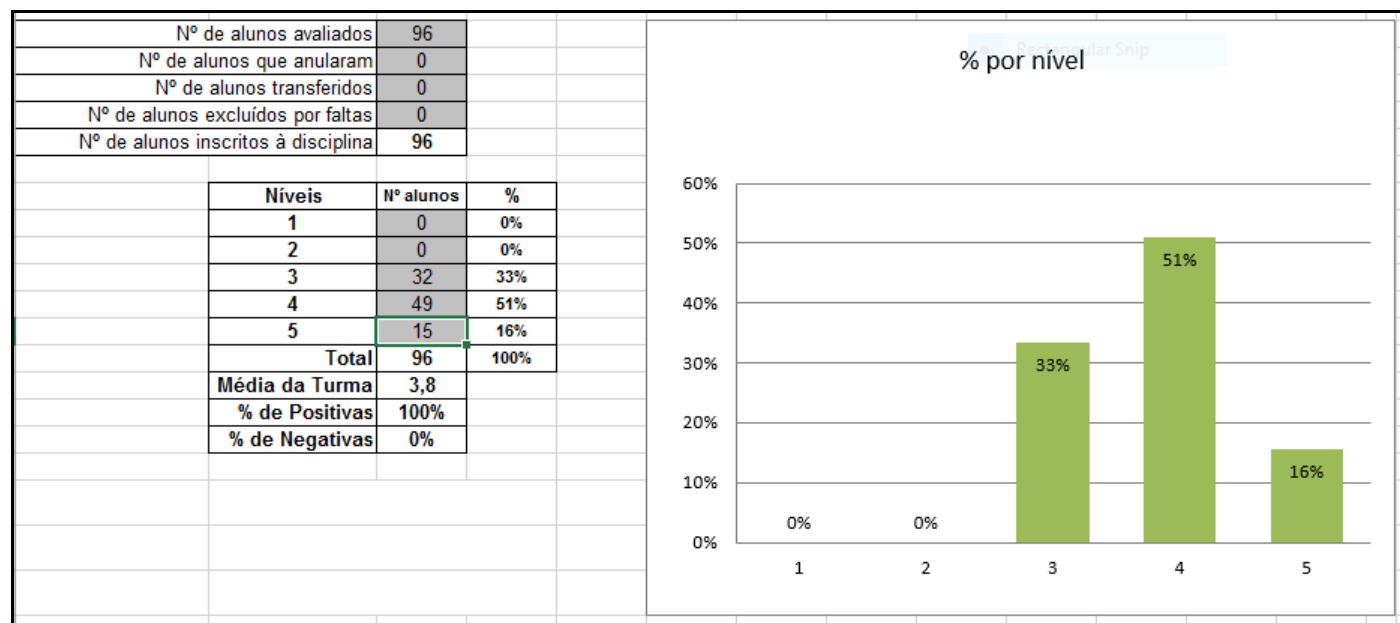 Nº de alunos avaliados 96
Nº de alunos que anularam 0
Nº de alunos transferidos 0
Nº de alunos excluídos por faltas 0
Nº de alunos inscritos à disciplina 96
Níveis Nº alunos %
1 0 0%
2 0 0%
3 32 33%
4 49 51%
5 15 16%
Total 96 100%
Média da Turma 3,8
% de Positivas 100%
% de Negativas 0%
Rectangular Snip
% por nível
60%
50%
40%
30%
20%
10%
0%
0% 0% 33% 51% 16%
1 2 3 4 5